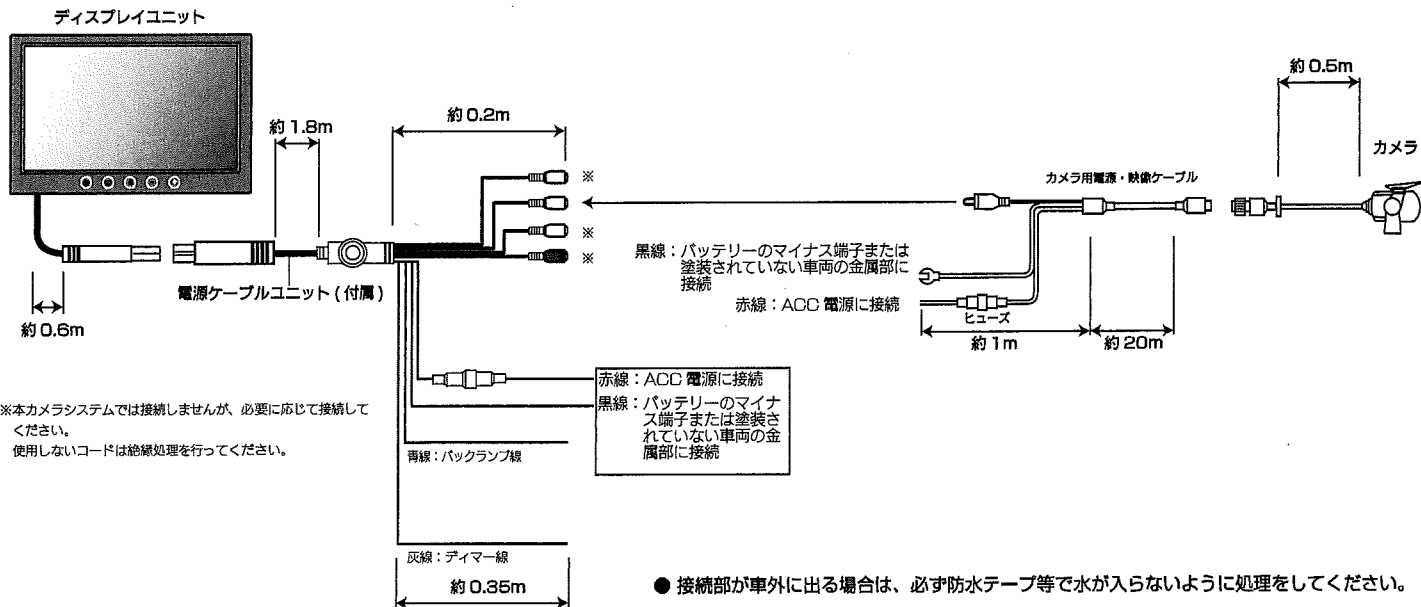 ディスプレイユニット
約1.8m
約0.2m
約0.5m
カメラ
カメラ用電源・映像ケーブル
※
※
※
黒線：バッテリーのマイナス端子または
塗装されていない車両の金属部に
接続
赤線：ACC 電源に接続
ヒューズ
約1m
約20m
電源ケーブルユニット(付属)
約0.6m
赤線：ACC 電源に接続
黒線：バッテリーのマイナ
ス端子または塗装さ
れていない車両の金
属部に接続
※本カメラシステムでは接続しませんが、必要に応じて接続して
ください。
使用しないコードは絶縁処理を行ってください。
青線：バックランプ線
灰線：ディマー線
約0.35m
● 接続部が車外に出る場合は、必ず防水テープ等で水が入らないように処理をしてください。